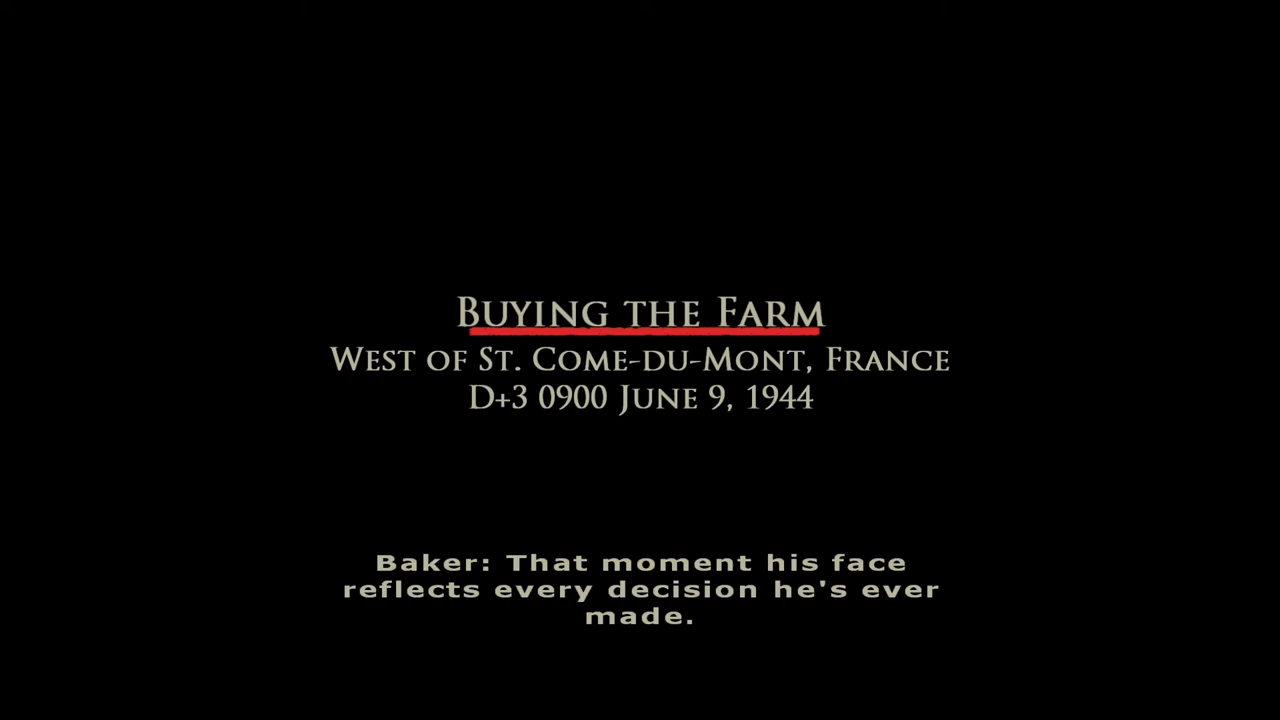 Buying the Farm
West of St. Come-du-Mont, France
D+3 0900 June 9, 1944
Baker: That moment his face
reflects every decision he's ever
made.